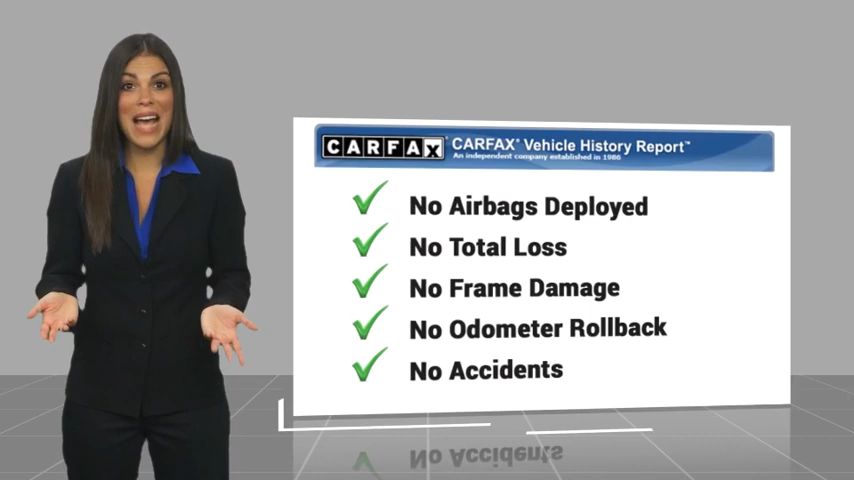 CARFAX CARFAX® Vehicle History Report™
An independent company established in 1986
No Airbags Deployed
No Total Loss
No Frame Damage
No Odometer Rollback
No Accidents
No Accidents